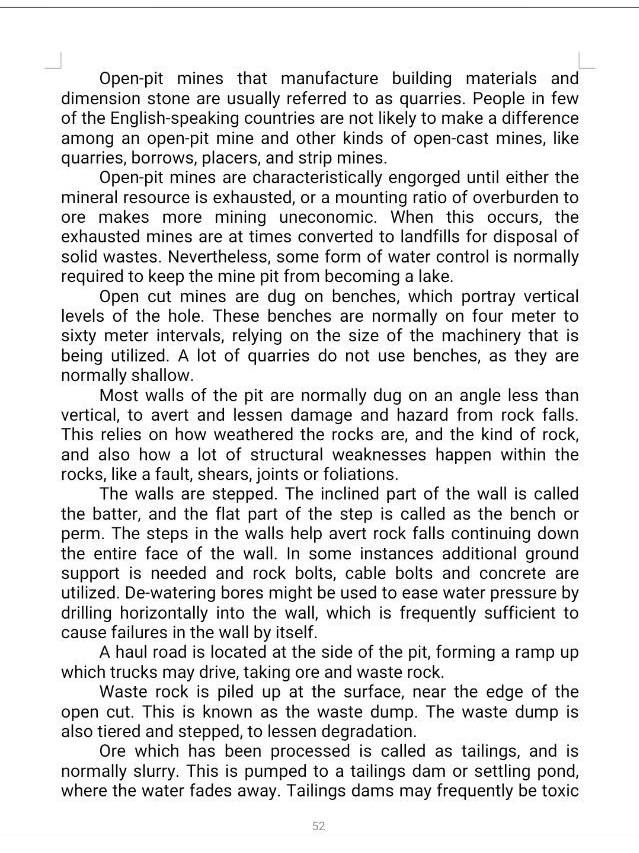 Open-pit mines that manufacture building materials and
dimension stone are usually referred to as quarries. People in few
of the English-speaking countries are not likely to make a difference
among an open-pit mine and other kinds of open-cast mines, like
quarries, borrows, placers, and strip mines.
Open-pit mines are characteristically engorged until either the
mineral resource is exhausted, or a mounting ratio of overburden to
ore makes more mining uneconomic. When this occurs, the
exhausted mines are at times converted to landfills for disposal of
solid wastes. Nevertheless, some form of water control is normally
required to keep the mine pit from becoming a lake.
Open cut mines are dug on benches, which portray vertical
levels of the hole. These benches are normally on four meter to
sixty meter intervals, relying on the size of the machinery that is
being utilized. A lot of quarries do not use benches, as they are
normally shallow.
Most walls of the pit are normally dug on an angle less than
vertical, to avert and lessen damage and hazard from rock falls.
This relies on how weathered the rocks are, and the kind of rock,
and also how a lot of structural weaknesses happen within the
rocks, like a fault, shears, joints or foliations.
The walls are stepped. The inclined part of the wall is called
the batter, and the flat part of the step is called as the bench or
perm. The steps in the walls help avert rock falls continuing down
the entire face of the wall. In some instances additional ground
support is needed and rock bolts, cable bolts and concrete are
utilized. De-watering bores might be used to ease water pressure by
drilling horizontally into the wall, which is frequently sufficient to
cause failures in the wall by itself.
A haul road is located at the side of the pit, forming a ramp up
which trucks may drive, taking ore and waste rock.
Waste rock is piled up at the surface, near the edge of the
open cut. This is known as the waste dump. The waste dump is
also tiered and stepped, to lessen degradation.
Ore which has been processed is called as tailings, and is
normally slurry. This is pumped to a tailings dam or settling pond,
where the water fades away. Tailings dams may frequently be toxic
52